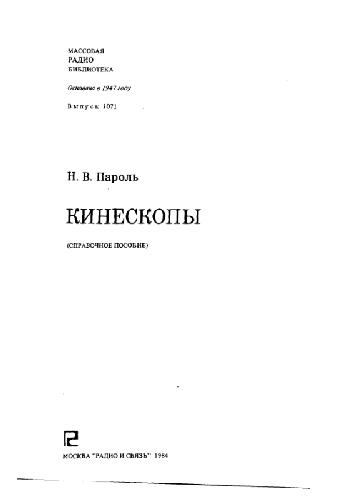 МАССОВАЯ
РАДИО
БИБЛИОТЕКА
Основана в 1947 году
Выпуск 1071
Н. В. Пароль
КИНЕСКОПЫ
(СПРАВОЧНОЕ ПОСОБИЕ)
МОСКВА "РАДИО И СВЯЗЬ" 1984